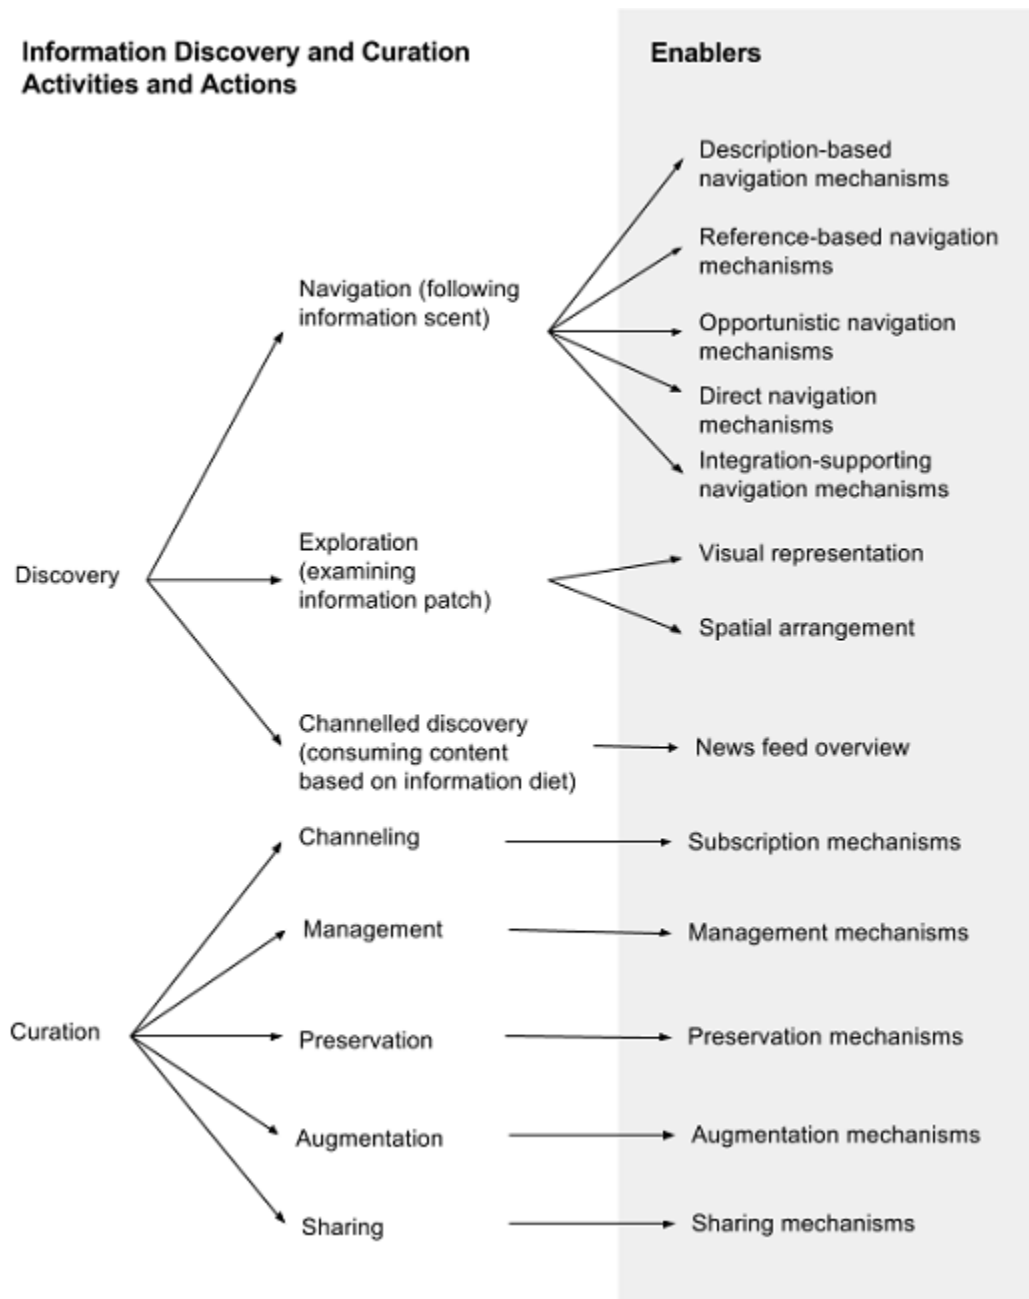 Information Discovery and Curation
Activities and Actions
Enablers
Description-based
navigation mechanisms
Reference-based navigation
mechanisms
Navigation (following
information scent)
Opportunistic navigation
mechanisms
Direct navigation
mechanisms
Integration-supporting
navigation mechanisms
Discovery
Exploration
(examining
information patch)
Visual representation
Spatial arrangement
Channelled discovery
(consuming content
based on information diet)
News feed overview
Channeling
Subscription mechanisms
Management
Management mechanisms
Curation
Preservation
Preservation mechanisms
Augmentation
Augmentation mechanisms
Sharing
Sharing mechanisms